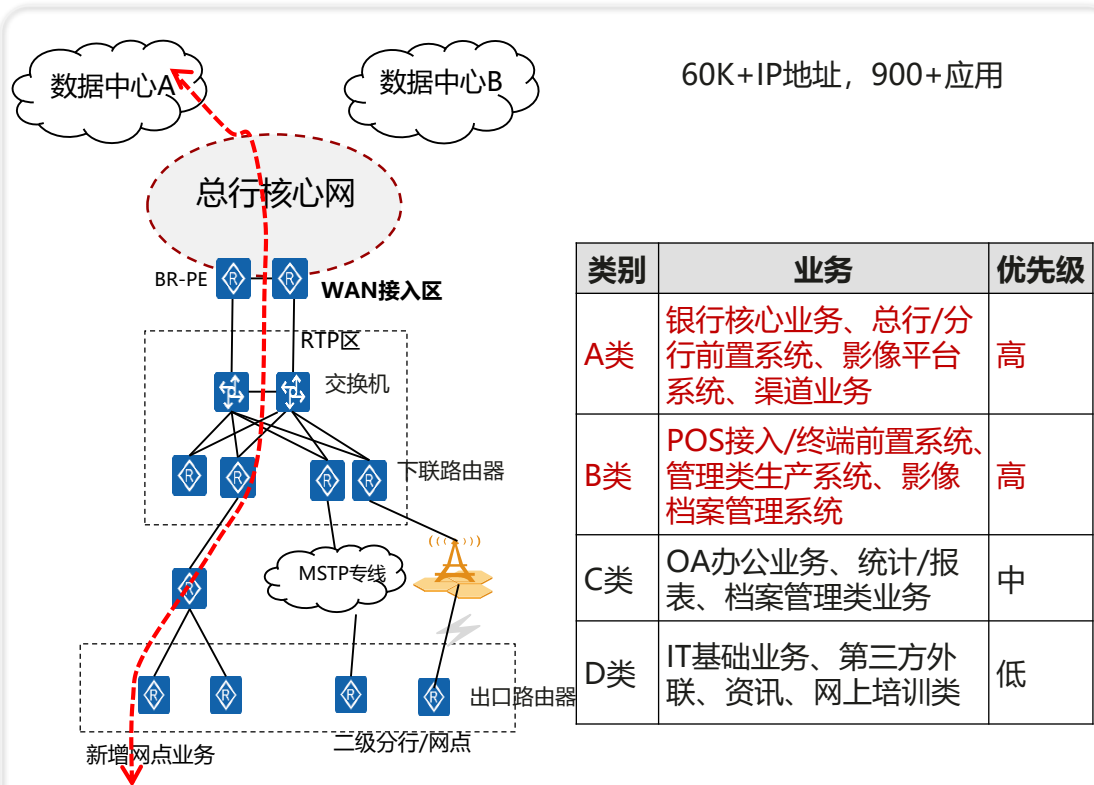 数据中心A
数据中心B
60K+IP地址，900+应用
总行核心网
BR-PE
WAN接入区
RTP区
交换机
下联路由器
MSTP专线
出口路由器
新增网点业务
二级分行/网点
类别 业务 优先级
A类
银行核心业务、总行/分
行前置系统、影像平台
系统、渠道业务
高
B类
POS接入/终端前置系统、
管理类生产系统、影像
档案管理系统
高
C类
OA办公业务、统计/报
表、档案管理类业务
中
D类
IT基础业务、第三方外
联、资讯、网上培训类
低
R
R
R
R
R
R
R
R
R
R
R